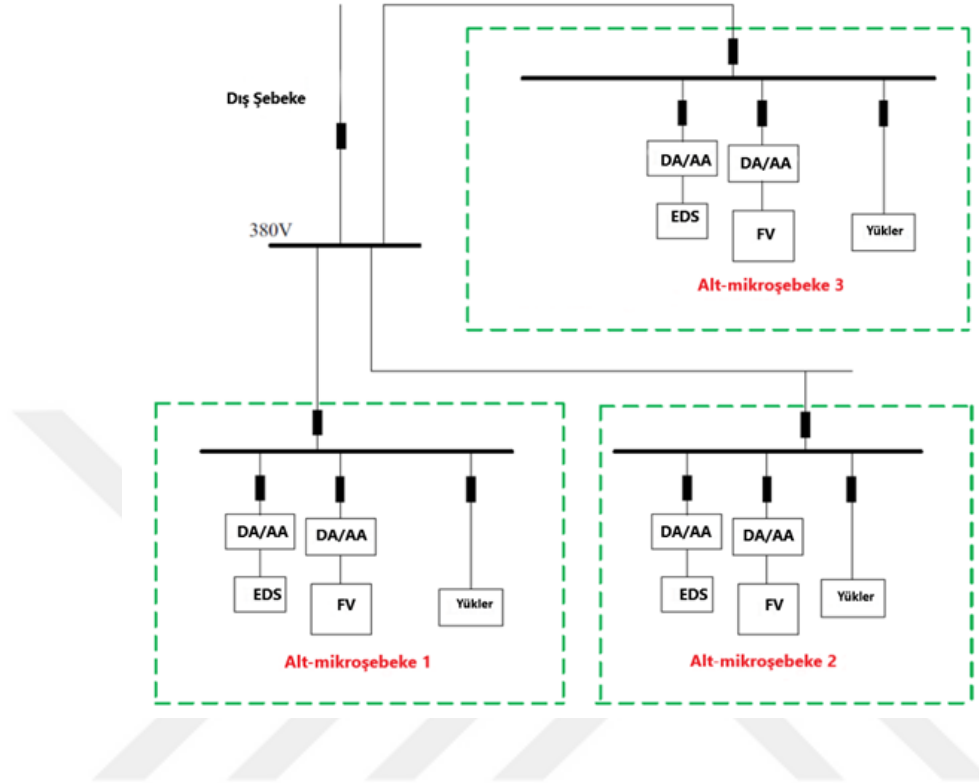 Dış Şebeke
380V
DA/AA
DA/AA
EDS
FV
Yükler
Alt-mikroşebeke 3
DA/AA
DA/AA
EDS
FV
Yükler
Alt-mikroşebeke 1
DA/AA
DA/AA
EDS
FV
Yükler
Alt-mikroşebeke 2